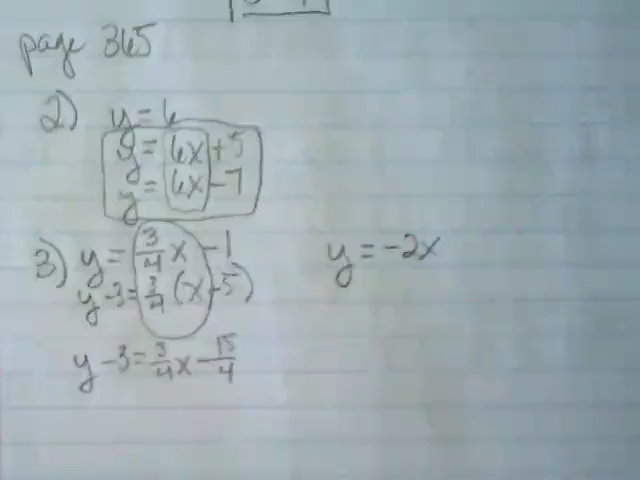 page 365
2) y = 6
y = 6x + 5
y = 6x - 7
3) y = 3/4 x - 1
y - 3 = 3/4 (x - 5)
y - 3 = 3/4 x - 15/4
y = -2x